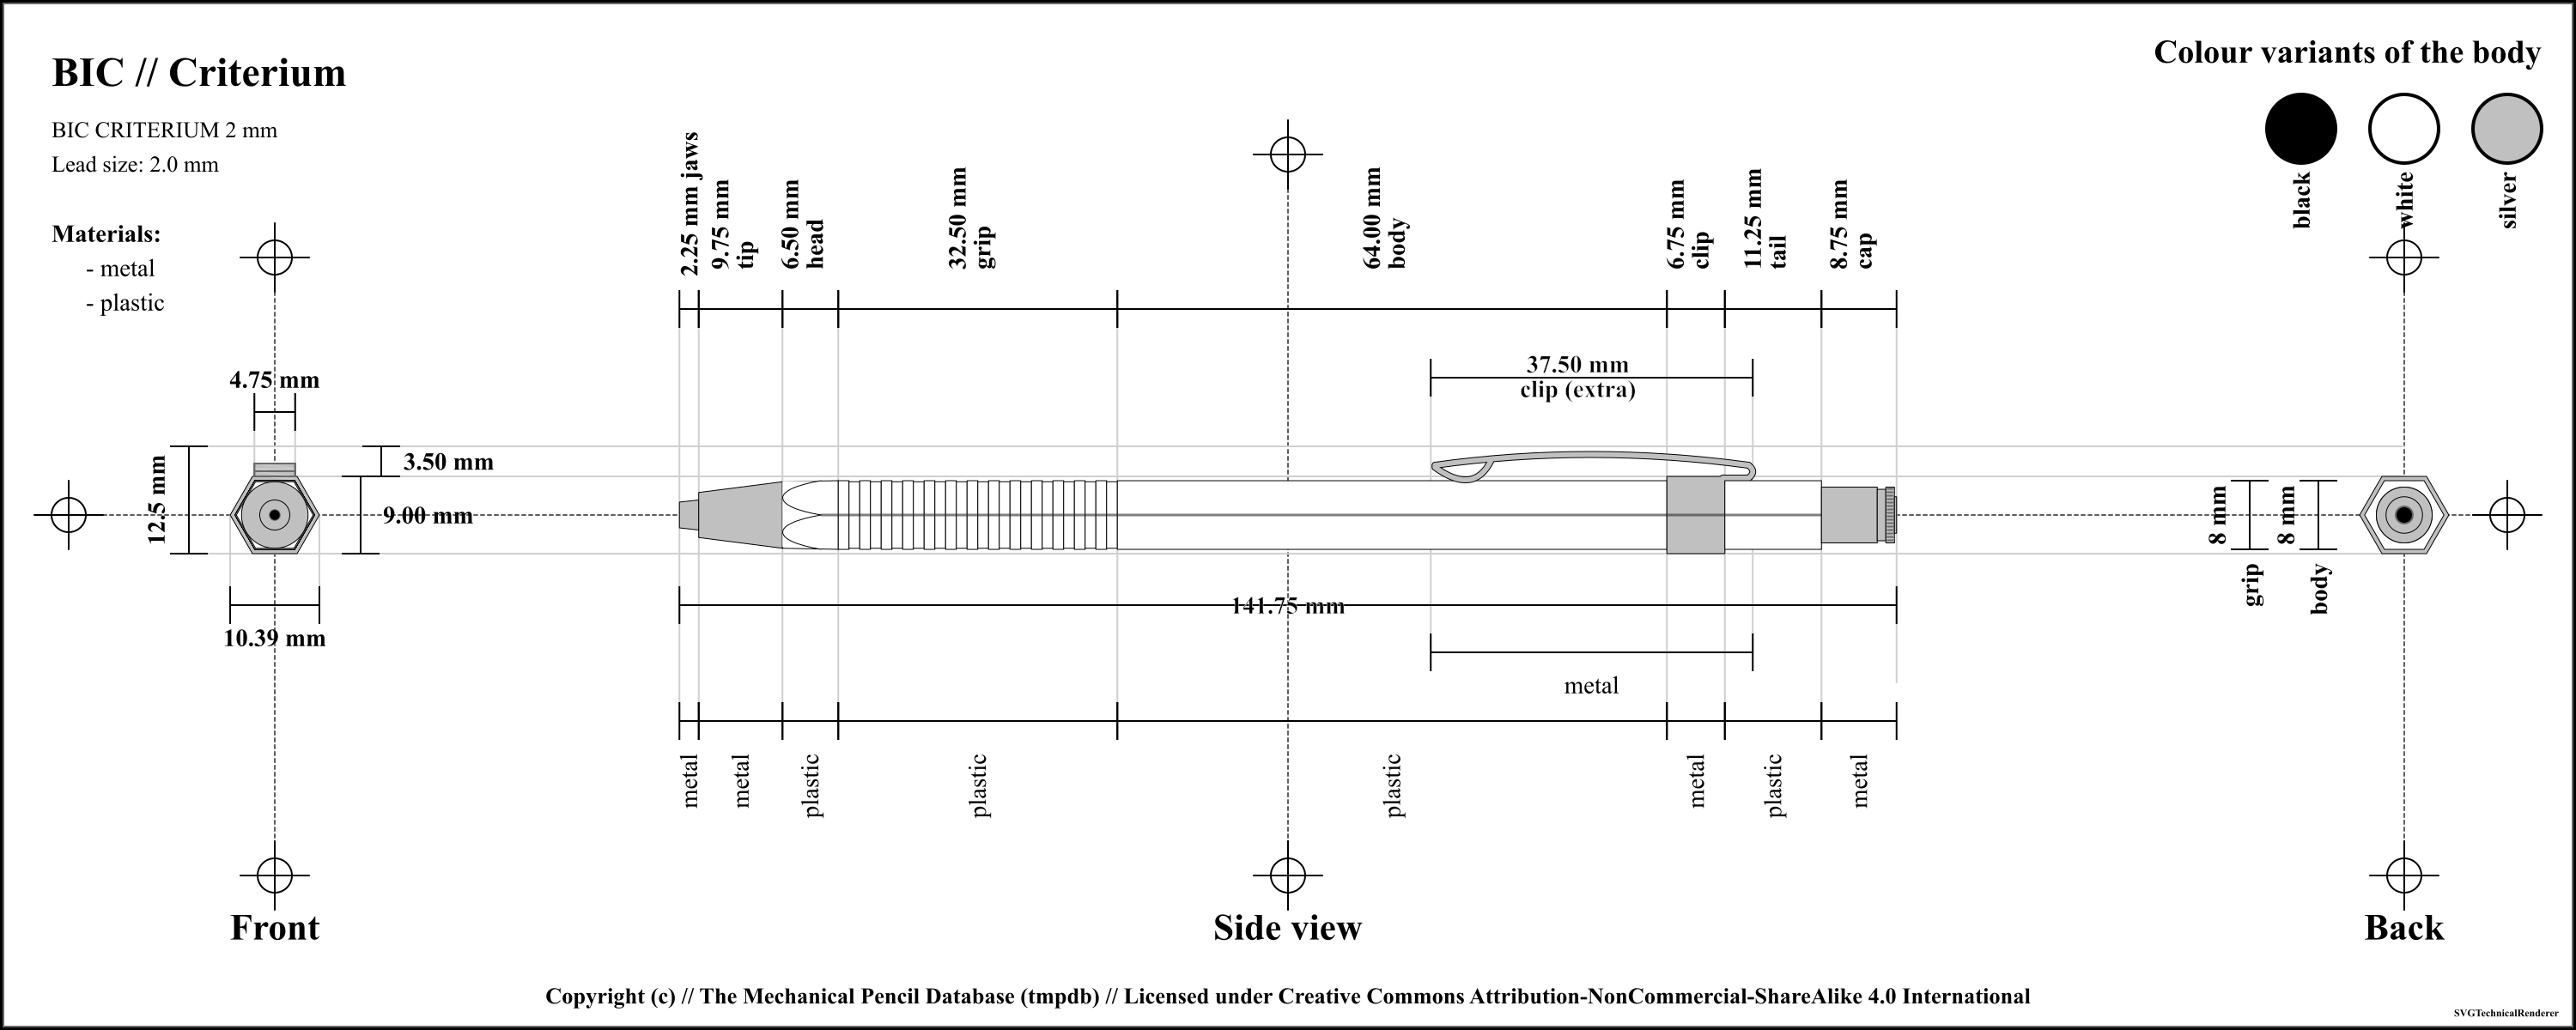 BIC // Criterium
BIC CRITERIUM 2 mm
Lead size: 2.0 mm
Materials:
- metal
- plastic
Colour variants of the body
black
white
silver
2.25 mm jaws
9.75 mm
tip
6.50 mm
head
32.50 mm
grip
64.00 mm
body
6.75 mm
clip
11.25 mm
tail
8.75 mm
cap
37.50 mm
clip (extra)
4.75 mm
12.5 mm
3.50 mm
9.00 mm
10.39 mm
141.75 mm
8 mm
grip
8 mm
body
metal
metal
metal
plastic
plastic
plastic
metal
plastic
metal
Front
Side view
Back
Copyright (c) // The Mechanical Pencil Database (tmpdb) // Licensed under Creative Commons Attribution-NonCommercial-ShareAlike 4.0 International
SVGTechnicalRenderer